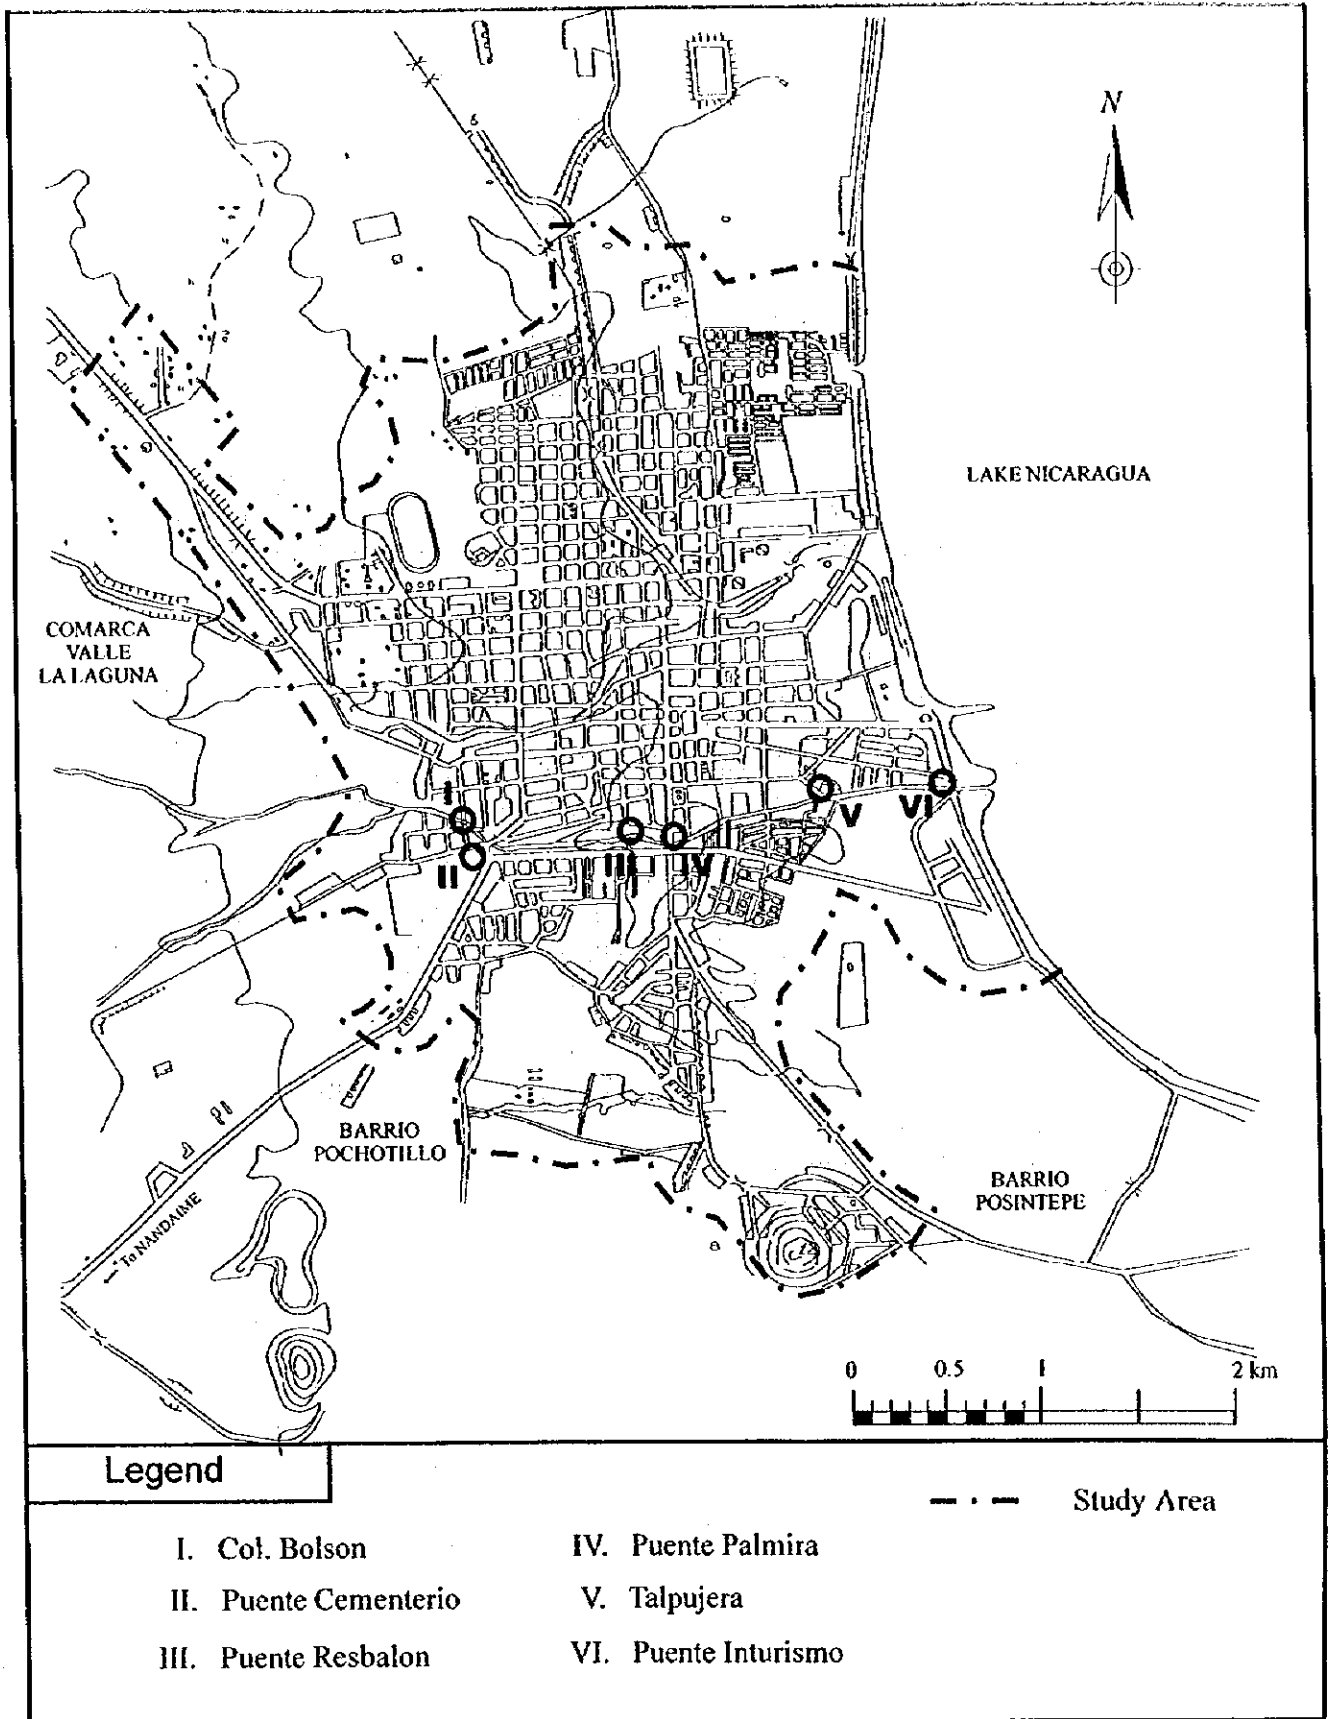 N
LAKE NICARAGUA
COMARCA
VALLE
LA LAGUNA
I
II
III
IV
V
VI
BARRIO
POCHOTILLO
BARRIO
POSINTEPE
To NANDAIME
0 0.5 1 2 km
Legend
Study Area
I. Col. Bolson
II. Puente Cementerio
III. Puente Resbalon
IV. Puente Palmira
V. Talpujera
VI. Puente Inturismo